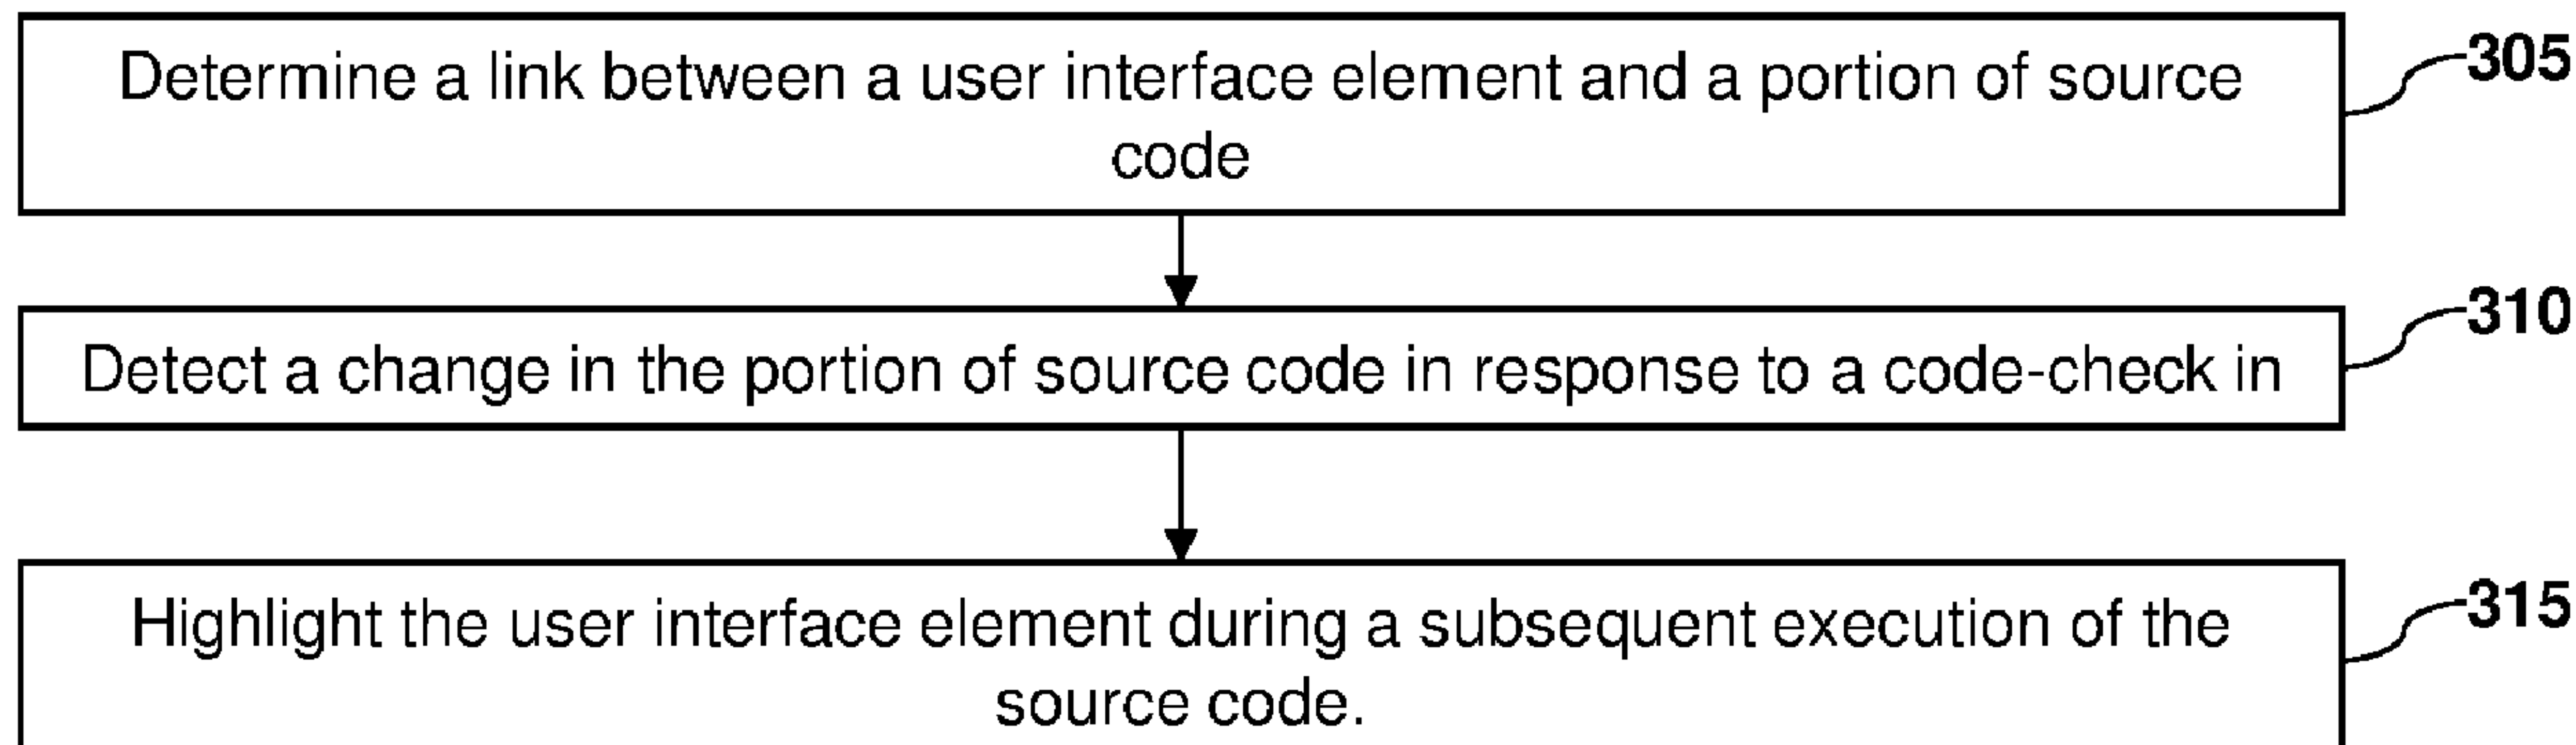 Determine a link between a user interface element and a portion of source
code
305
Detect a change in the portion of source code in response to a code-check in
310
Highlight the user interface element during a subsequent execution of the
source code.
315